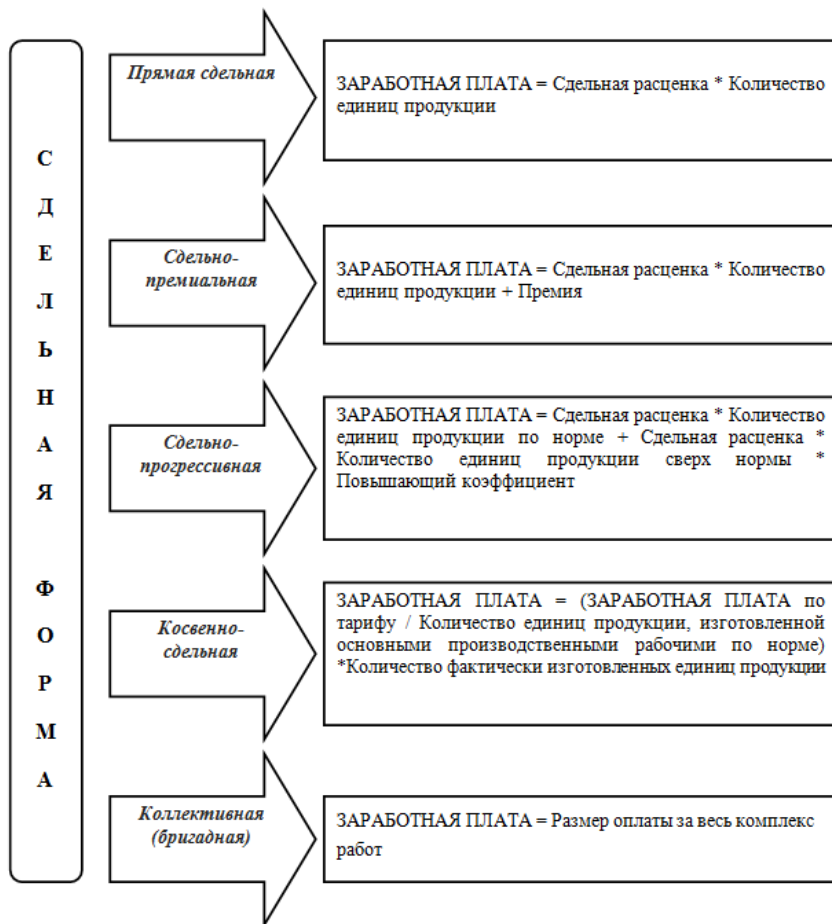 СДЕЛЬНАЯ ФОРМА
Прямая сдельная
ЗАРАБОТНАЯ ПЛАТА = Сдельная расценка * Количество
единиц продукции
Сдельно-
премиальная
ЗАРАБОТНАЯ ПЛАТА = Сдельная расценка * Количество
единиц продукции + Премия
Сдельно-
прогрессивная
ЗАРАБОТНАЯ ПЛАТА = Сдельная расценка * Количество
единиц продукции по норме + Сдельная расценка *
Количество единиц продукции сверх нормы *
Повышающий коэффициент
Косвенно-
сдельная
ЗАРАБОТНАЯ ПЛАТА = (ЗАРАБОТНАЯ ПЛАТА по
тарифу / Количество единиц продукции, изготовленной
основными производственными рабочими по норме)
*Количество фактически изготовленных единиц продукции
Коллективная
(бригадная)
ЗАРАБОТНАЯ ПЛАТА = Размер оплаты за весь комплекс
работ